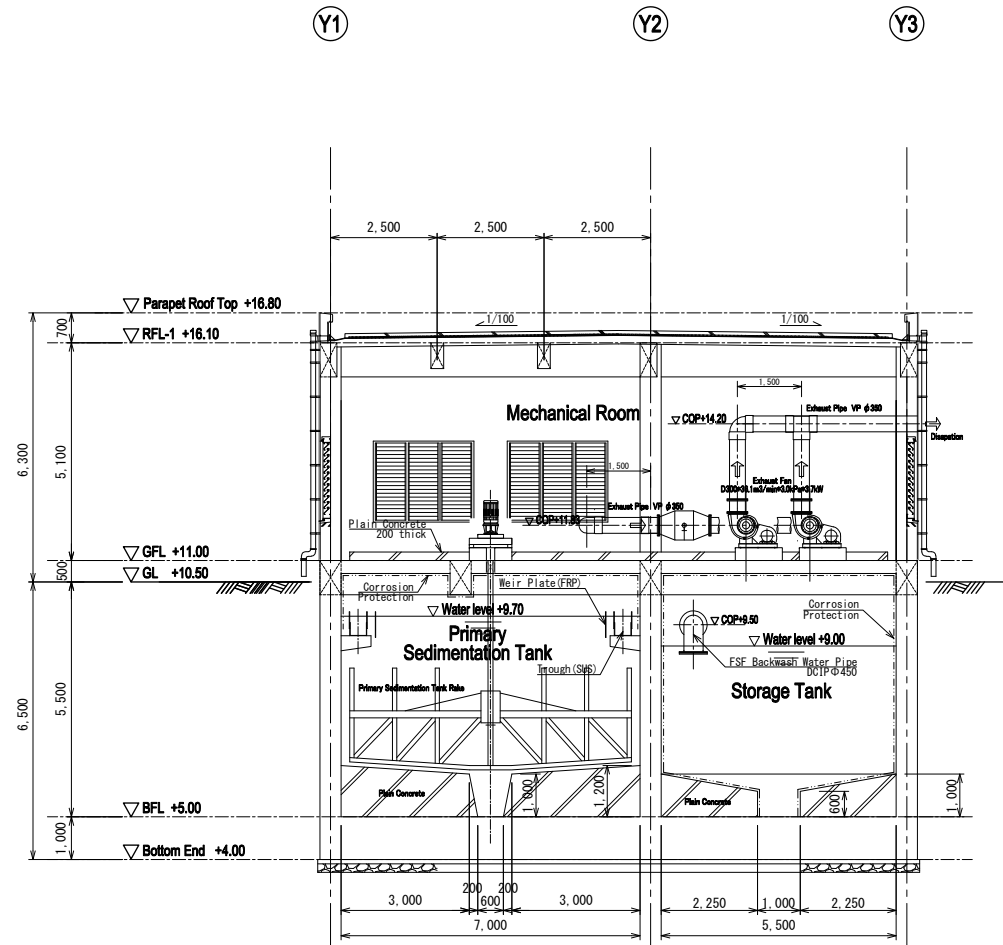 Y1
Y2
Y3
2,500
2,500
2,500
Parapet Roof Top +16.80
1/100
1/100
700
RFL-1 +16.10
1,500
Mechanical Room
Exhaust Pipe VP φ350
COP+14.20
Disspation
6,300
5,100
1,500
Exhaust Fan
Exhaust Pipe VP φ350
Plain Concrete
200 thick
GFL +11.00
500
GL +10.50
Corrosion
Protection
Weir Plate(FRP)
Corrosion
Protection
Water level +9.70
COP+9.50
Primary
Sedimentation Tank
Water level +9.00
Trough(SUS)
FSF Backwash Water Pipe
DCIPΦ450
Primary Sedimentation Tank Rake
Storage Tank
6,500
5,500
Plain Concrete
1,000
1,200
Plain Concrete
600
1,000
BFL +5.00
1,000
Bottom End +4.00
200
200
3,000
600
3,000
2,250
1,000
2,250
7,000
5,500